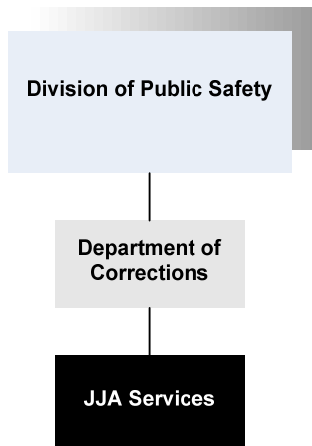 Division of Public Safety
Department of
Corrections
JJA Services